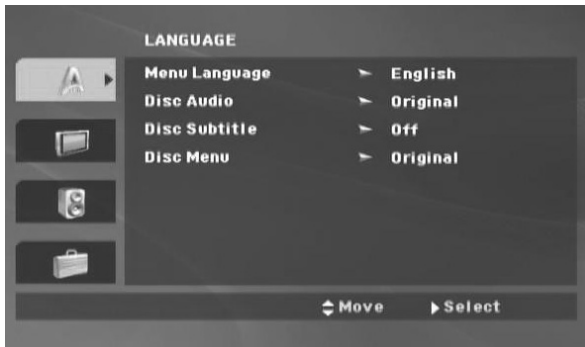 LANGUAGE
Menu Language ➢ English
Disc Audio ➢ Original
Disc Subtitle ➢ Off
Disc Menu ➢ Original
Move Select